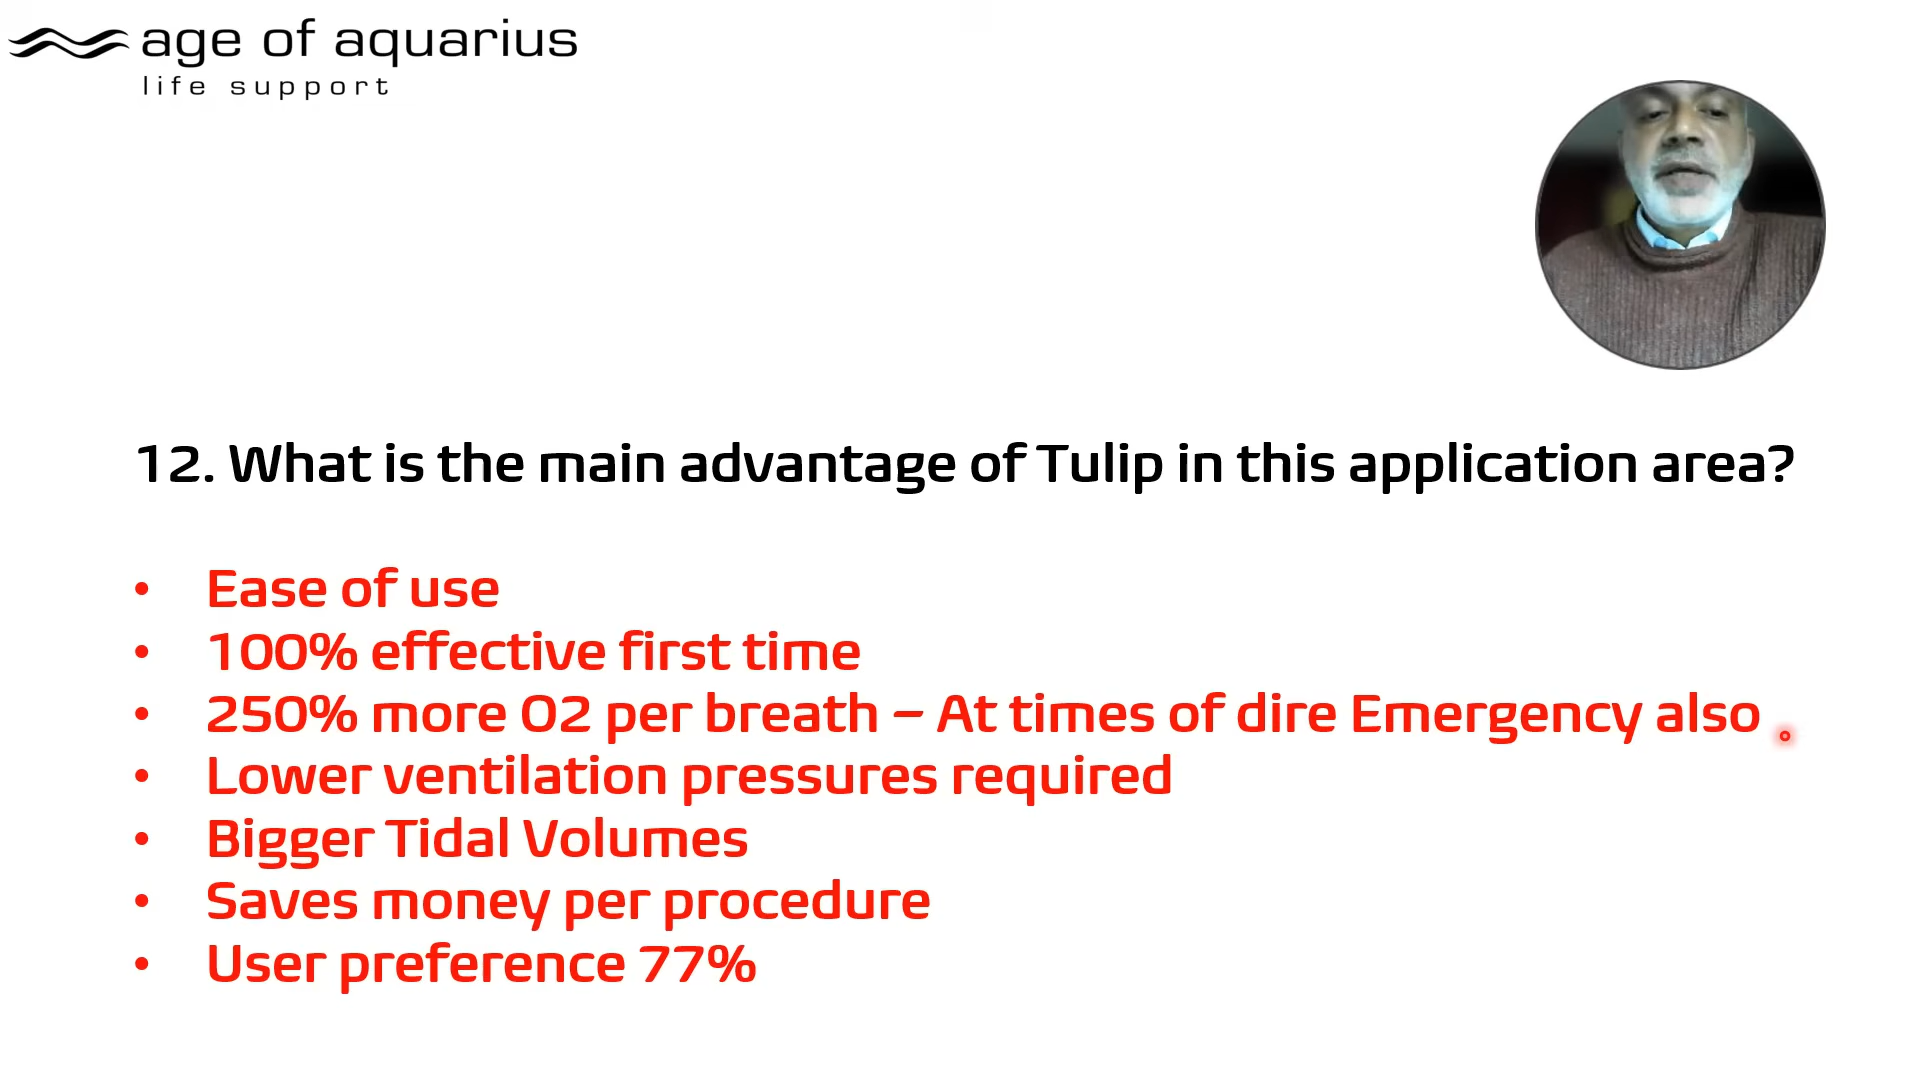 age of aquarius
life support
12. What is the main advantage of Tulip in this application area?
• Ease of use
• 100% effective first time
• 250% more O2 per breath – At times of dire Emergency also
• Lower ventilation pressures required
• Bigger Tidal Volumes
• Saves money per procedure
• User preference 77%